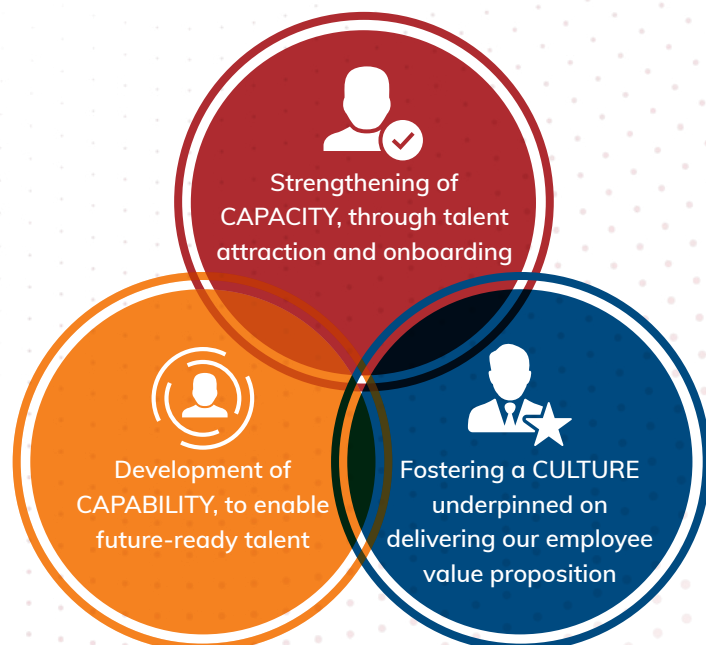 Strengthening of
CAPACITY, through talent
attraction and onboarding
Development of
CAPABILITY, to enable
future-ready talent
Fostering a CULTURE
underpinned on
delivering our employee
value proposition